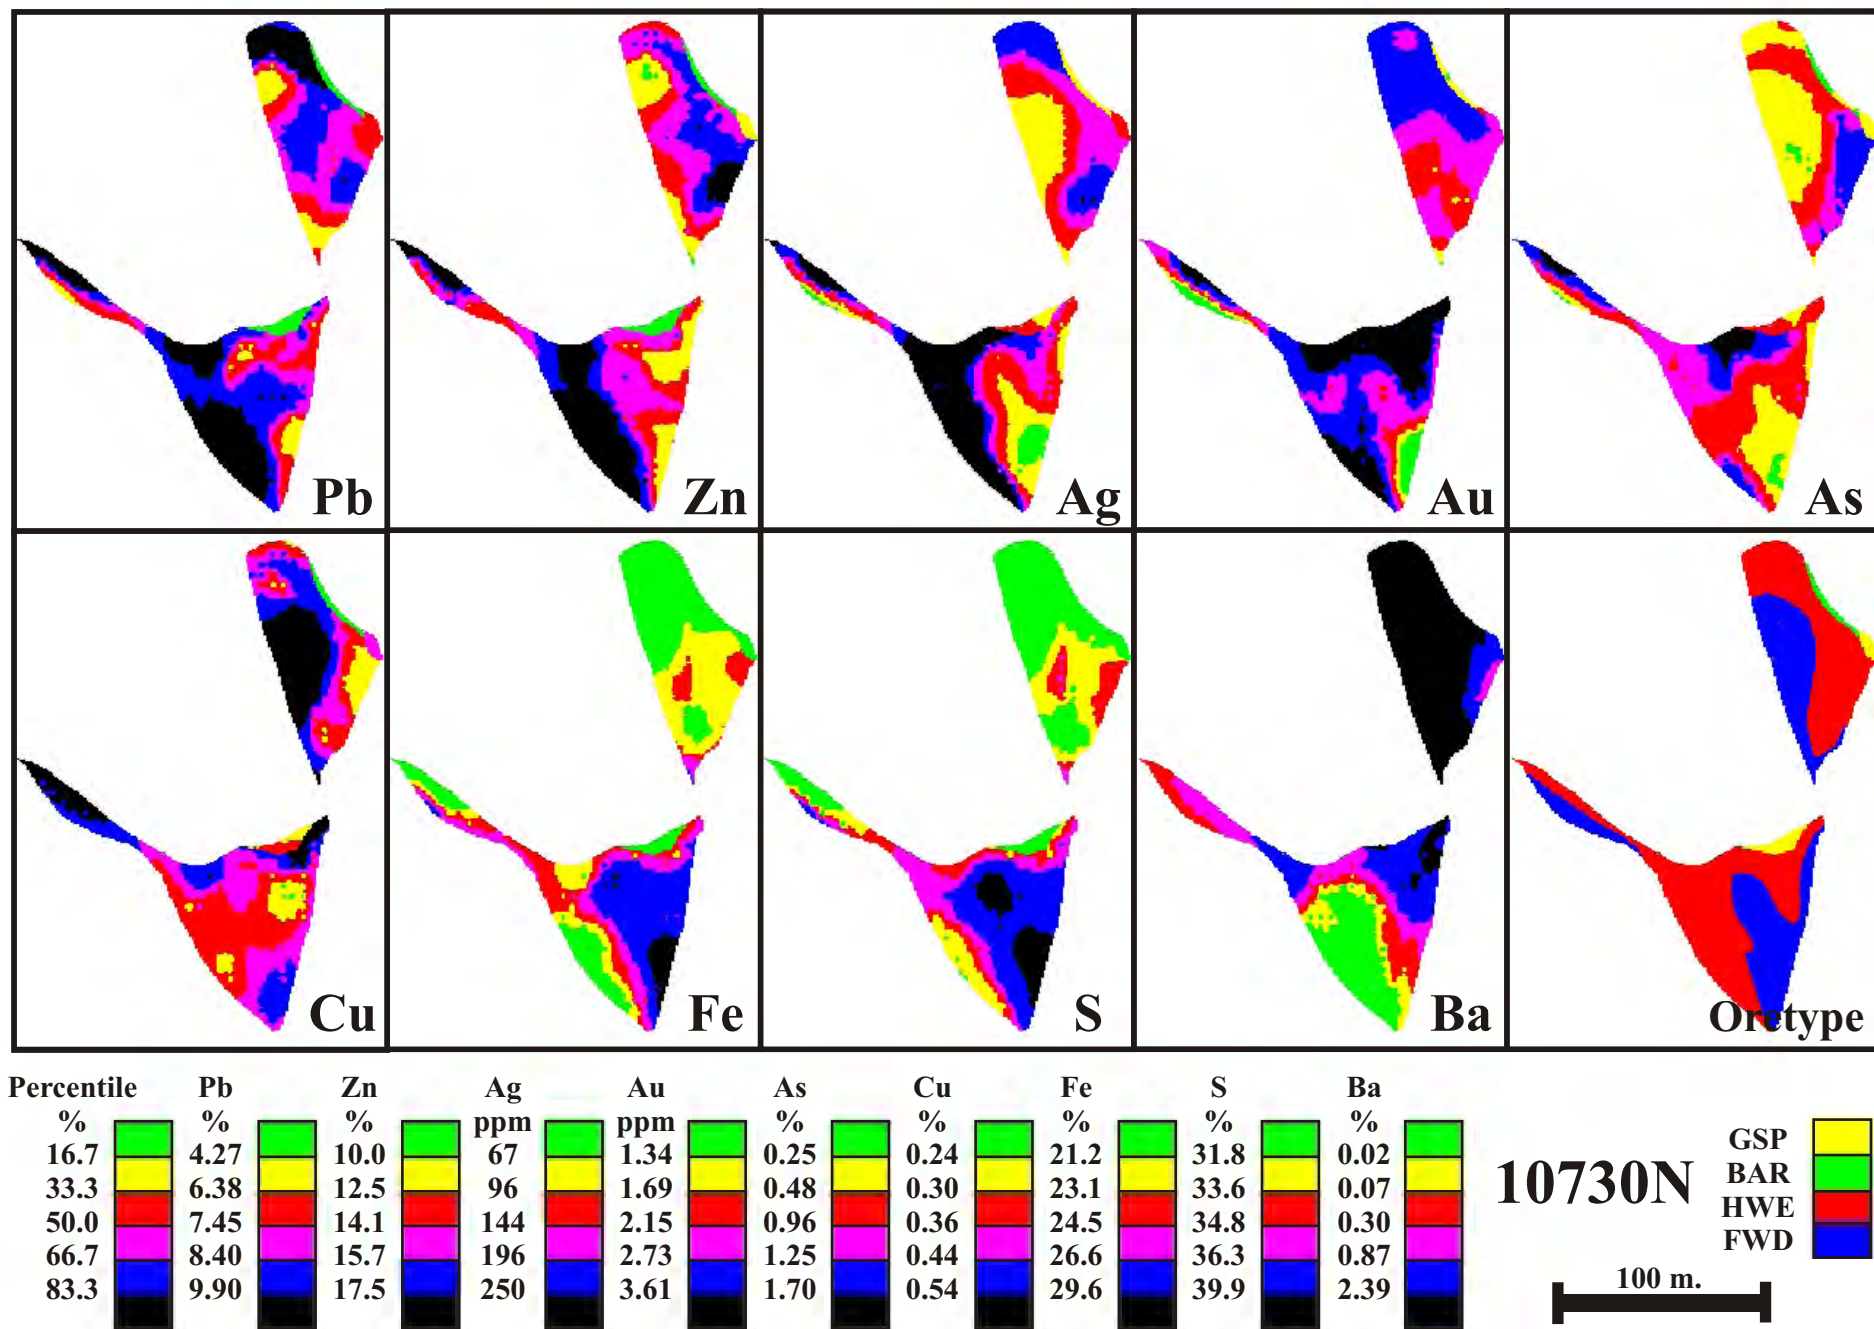 Pb Zn Ag Au As
Cu Fe S Ba Oretype
Percentile Pb Zn Ag Au As Cu Fe S Ba
% % % ppm ppm % % % % %
16.7 4.27 10.0 67 1.34 0.25 0.24 21.2 31.8 0.02
33.3 6.38 12.5 96 1.69 0.48 0.30 23.1 33.6 0.07
50.0 7.45 14.1 144 2.15 0.96 0.36 24.5 34.8 0.30
66.7 8.40 15.7 196 2.73 1.25 0.44 26.6 36.3 0.87
83.3 9.90 17.5 250 3.61 1.70 0.54 29.6 39.9 2.39
10730N
GSP
BAR
HWE
FWD
100 m.